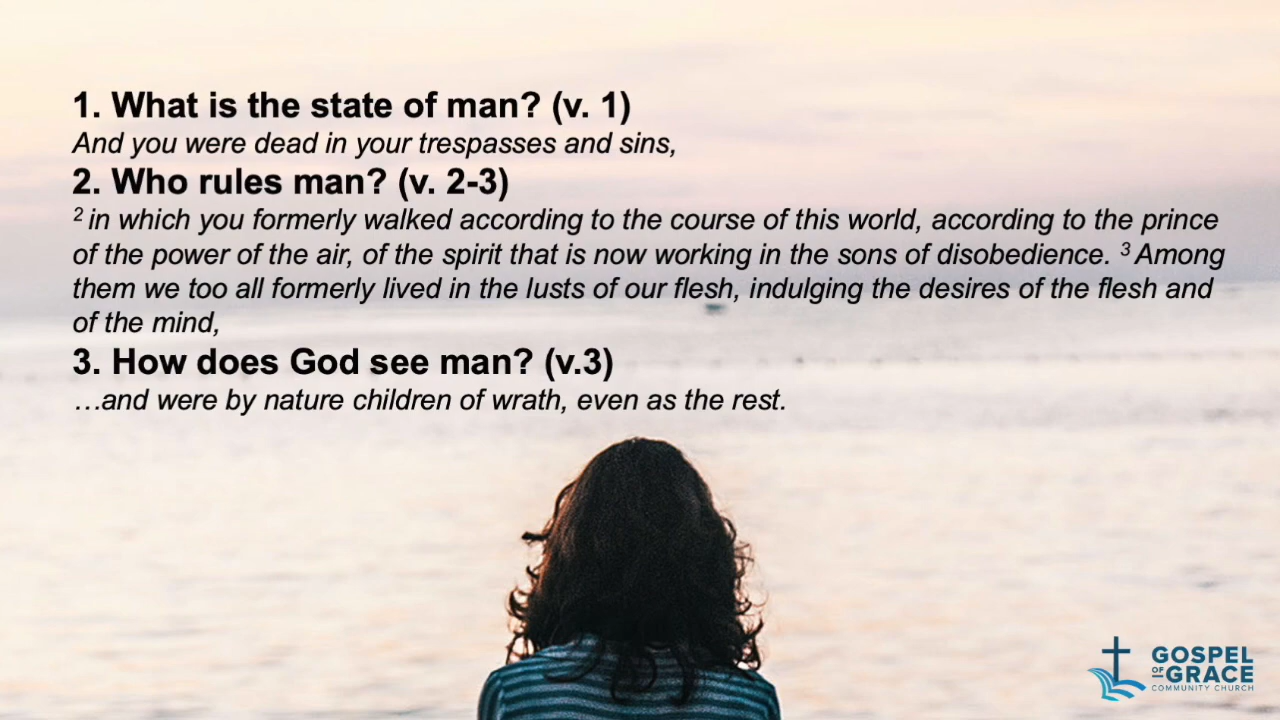 1. What is the state of man? (v. 1)
And you were dead in your trespasses and sins,
2. Who rules man? (v. 2-3)
2 in which you formerly walked according to the course of this world, according to the prince
of the power of the air, of the spirit that is now working in the sons of disobedience. 3 Among
them we too all formerly lived in the lusts of our flesh, indulging the desires of the flesh and
of the mind,
3. How does God see man? (v.3)
…and were by nature children of wrath, even as the rest.
GOSPEL
OF GRACE
COMMUNITY CHURCH